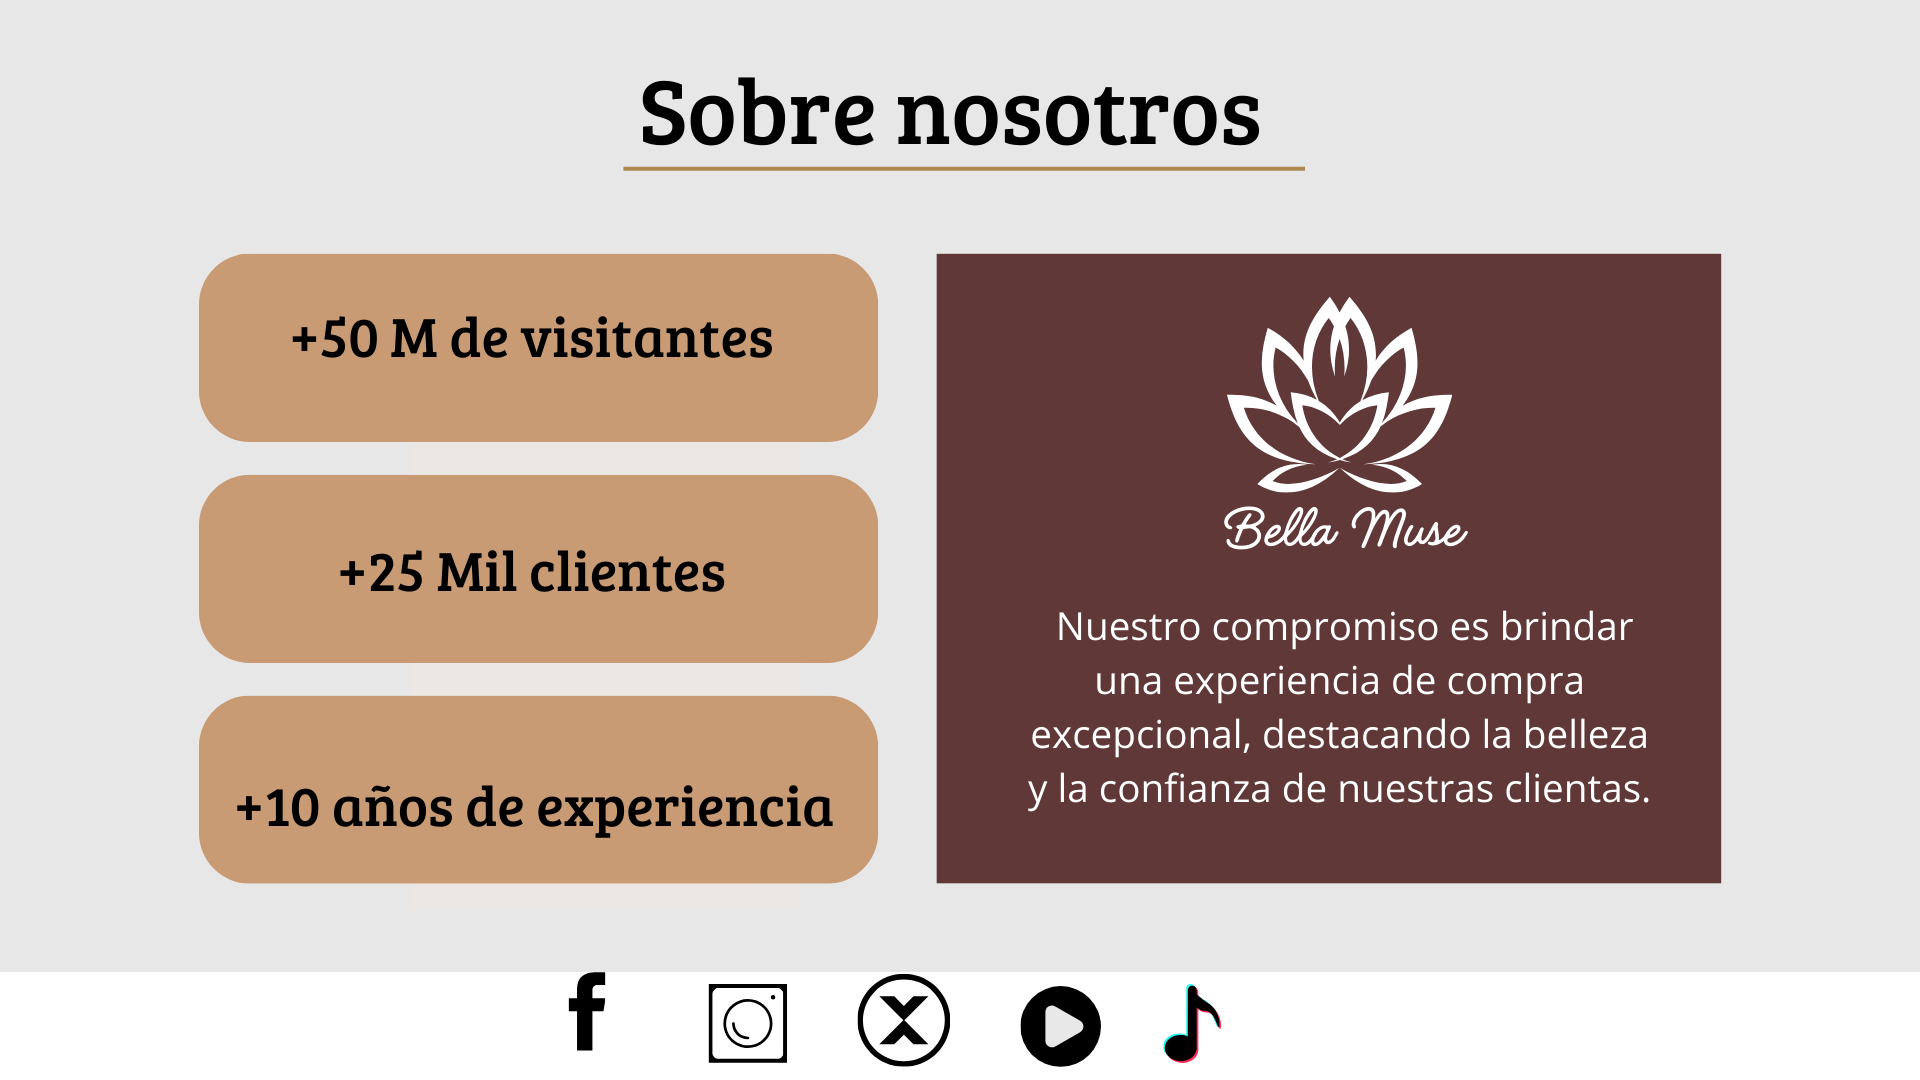 Sobre nosotros
+50 M de visitantes
+25 Mil clientes
+10 años de experiencia
Bella Muse
Nuestro compromiso es brindar
una experiencia de compra
excepcional, destacando la belleza
y la confianza de nuestras clientas.